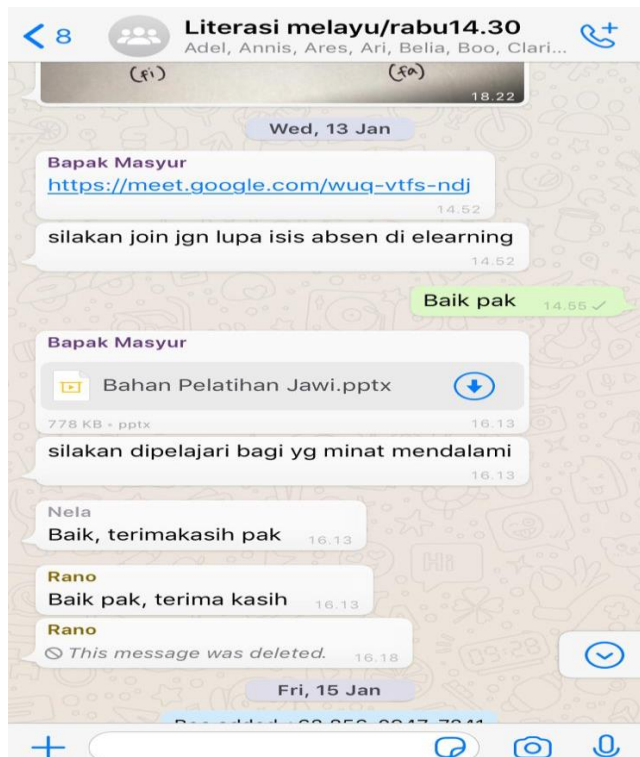 8
Literasi melayu/rabu14.30
Adel, Annis, Ares, Ari, Belia, Boo, Clari...
(fi) (fa)
18.22
Wed, 13 Jan
Bapak Masyur
https://meet.google.com/wuq-vtfs-ndj
14.52
silakan join jgn lupa isis absen di elearning
14.52
Baik pak 14.55
Bapak Masyur
Bahan Pelatihan Jawi.pptx
778 KB • pptx 16.13
silakan dipelajari bagi yg minat mendalami
16.13
Nela
Baik, terimakasih pak 16.13
Rano
Baik pak, terima kasih 16.13
Rano
This message was deleted. 16.18
Fri, 15 Jan